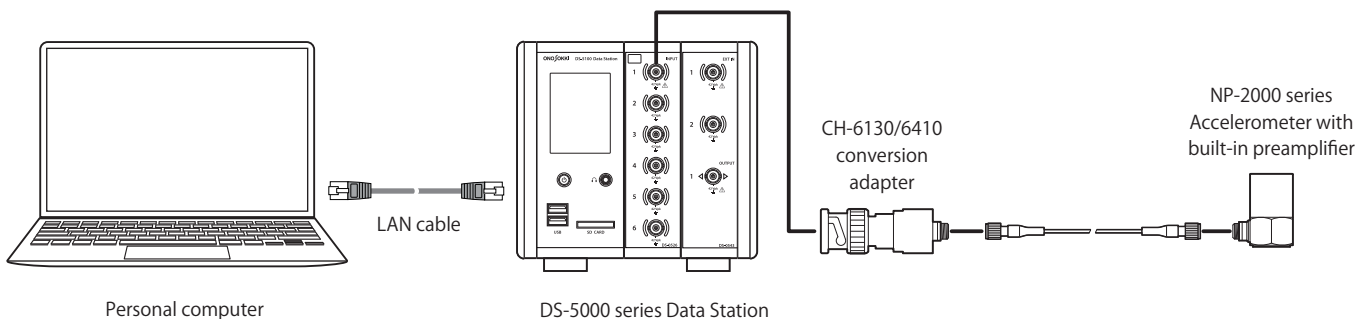 ONO SOKKI DS-5100 Data Station
INPUT
1
2
3
4
5
6
EXT IN
1
2
OUTPUT
1
USB
SD CARD
LAN cable
CH-6130/6410
conversion
adapter
NP-2000 series
Accelerometer with
built-in preamplifier
Personal computer
DS-5000 series Data Station